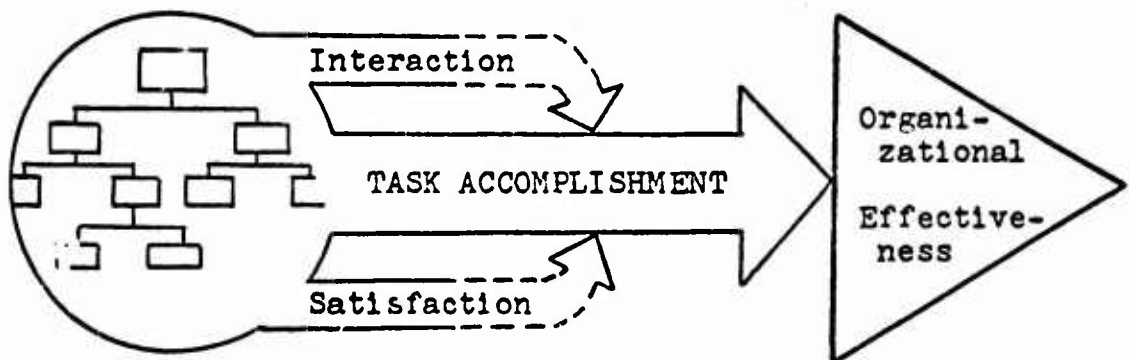 Interaction
TASK ACCOMPLISHMENT
Satisfaction
Organi-
zational
Effective-
ness